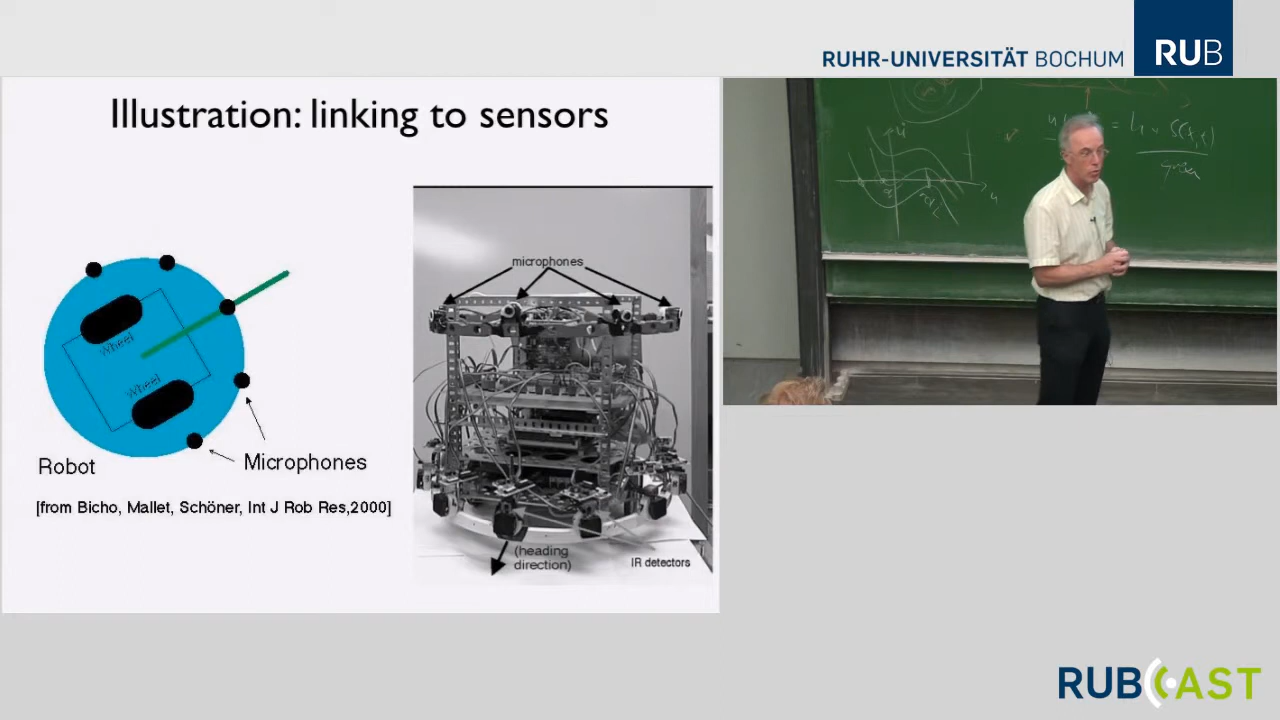 RUHR-UNIVERSITÄT BOCHUM
RUB
Illustration: linking to sensors
microphones
Wheel
Wheel
Microphones
Robot
[from Bicho, Mallet, Schöner, Int J Rob Res,2000]
(heading
direction)
IR detectors
RUBCAST